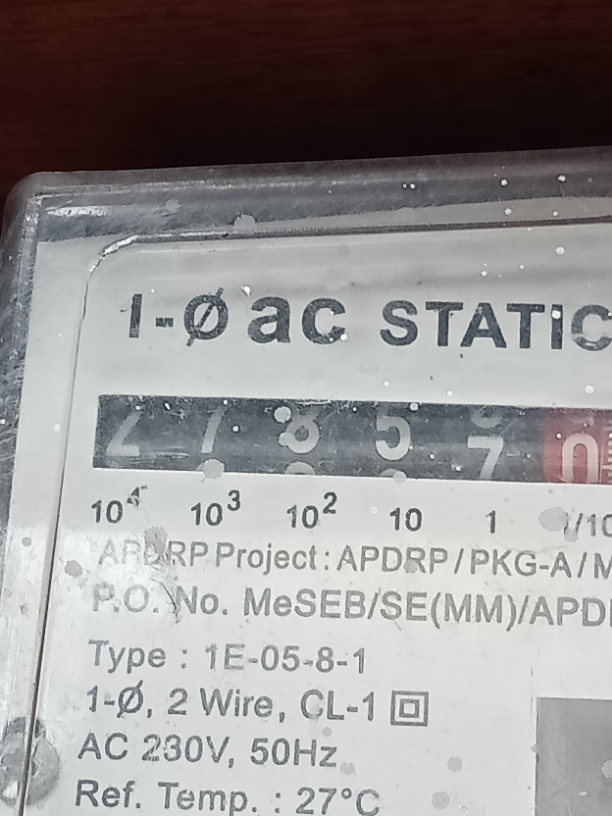 1-Ø ac STATIC
2 7 8 5 7 0
10⁴ 10³ 10² 10 1 1/10
APDRP Project : APDRP/PKG-A/M
P.O. No. MeSEB/SE(MM)/APD
Type : 1E-05-8-1
1-Ø, 2 Wire, CL-1
AC 230V, 50Hz
Ref. Temp. : 27°C